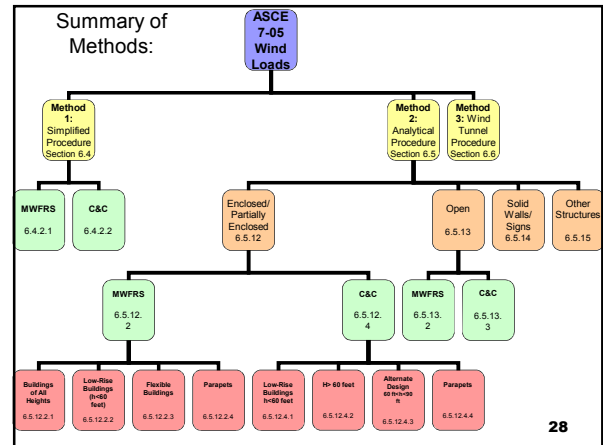 Summary of
Methods:
ASCE
7-05
Wind
Loads
Method
1:
Simplified
Procedure
Section 6.4
Method
2:
Analytical
Procedure
Section 6.5
Method
3: Wind
Tunnel
Procedure
Section 6.6
MWFRS
6.4.2.1
C&C
6.4.2.2
Enclosed/
Partially
Enclosed
6.5.12
Open
6.5.13
Solid
Walls/
Signs
6.5.14
Other
Structures
6.5.15
MWFRS
6.5.12.
2
C&C
6.5.12.
4
MWFRS
6.5.13.
2
C&C
6.5.13.
3
Buildings
of All
Heights
6.5.12.2.1
Low-Rise
Buildings
(h<60
feet)
6.5.12.2.2
Flexible
Buildings
6.5.12.2.3
Parapets
6.5.12.2.4
Low-Rise
Buildings
h<60 feet
6.5.12.4.1
H> 60 feet
6.5.12.4.2
Alternate
Design
60 ft<h<90
ft
6.5.12.4.3
Parapets
6.5.12.4.4
28